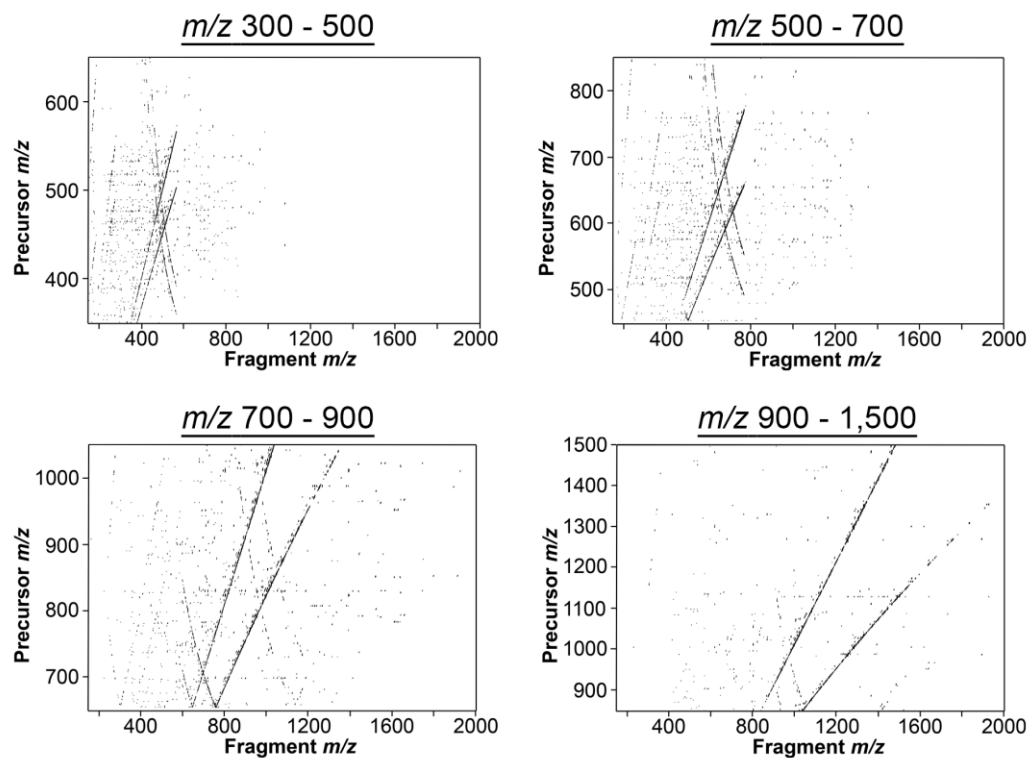 m/z 300 - 500
600
500
400
Precursor m/z
400 800 1200 1600 2000
Fragment m/z
m/z 500 - 700
800
700
600
500
Precursor m/z
400 800 1200 1600 2000
Fragment m/z
m/z 700 - 900
1000
900
800
700
Precursor m/z
400 800 1200 1600 2000
Fragment m/z
m/z 900 - 1,500
1500
1400
1300
1200
1100
1000
900
Precursor m/z
400 800 1200 1600 2000
Fragment m/z